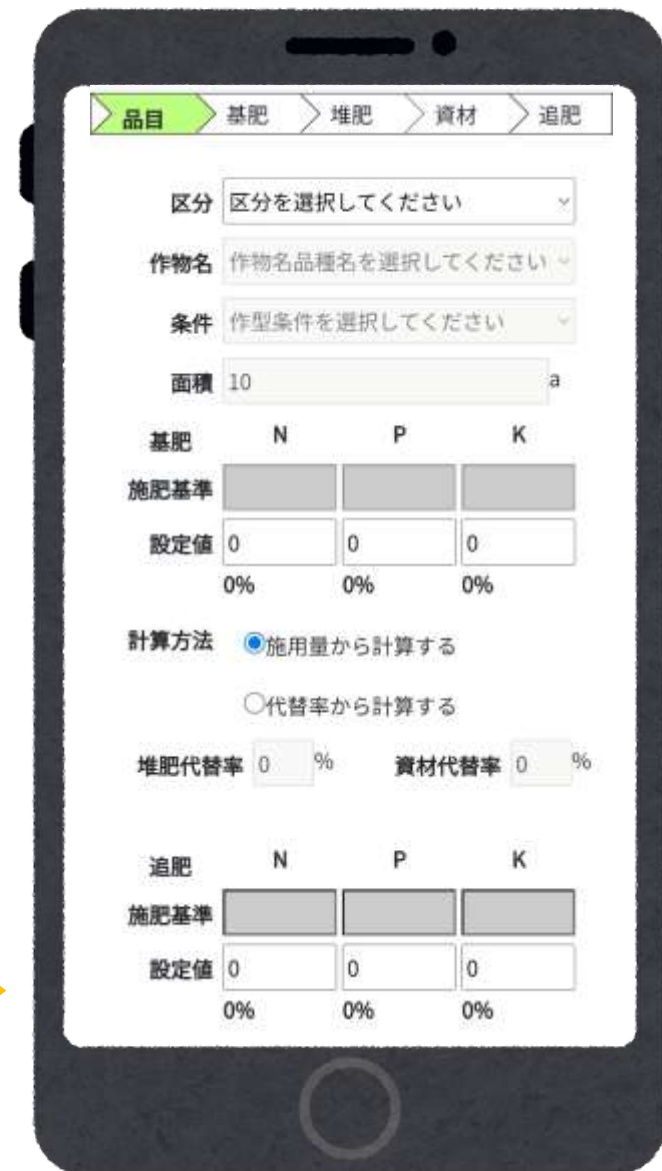 品目 基肥 堆肥 資材 追肥
区分 区分を選択してください
作物名 作物名品種名を選択してください
条件 作型条件を選択してください
面積 10 a
基肥 N P K
施肥基準
設定値 0 0 0
0% 0% 0%
計算方法 施用量から計算する
代替率から計算する
堆肥代替率 0 % 資材代替率 0 %
追肥 N P K
施肥基準
設定値 0 0 0
0% 0% 0%